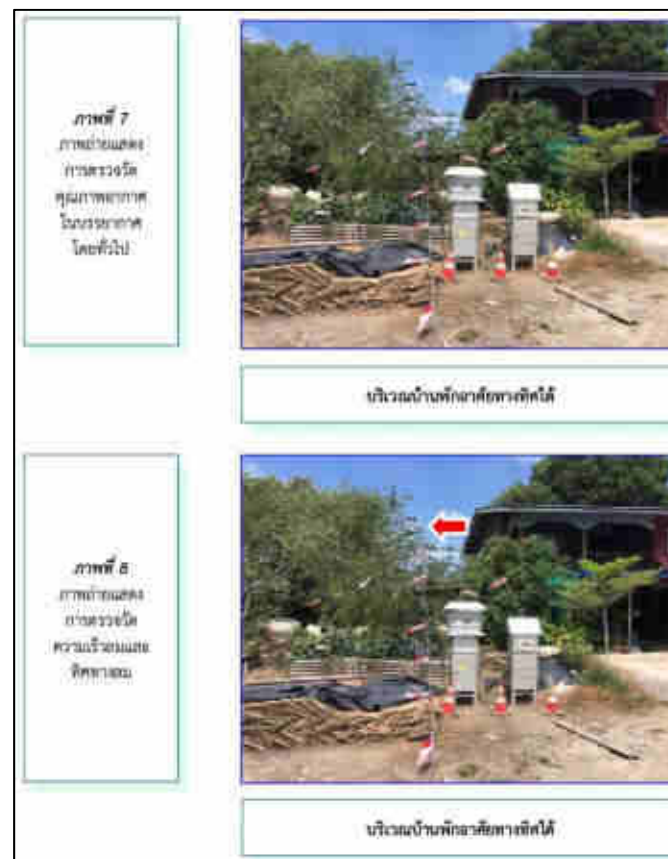 ภาพที่ 7
ภาพถ่ายแสดง
การตรวจวัด
คุณภาพอากาศ
ในบรรยากาศ
โดยทั่วไป
บริเวณบ้านพักอาศัยทางทิศใต้
ภาพที่ 8
ภาพถ่ายแสดง
การตรวจวัด
ความเร็วลมและ
ทิศทางลม
บริเวณบ้านพักอาศัยทางทิศใต้